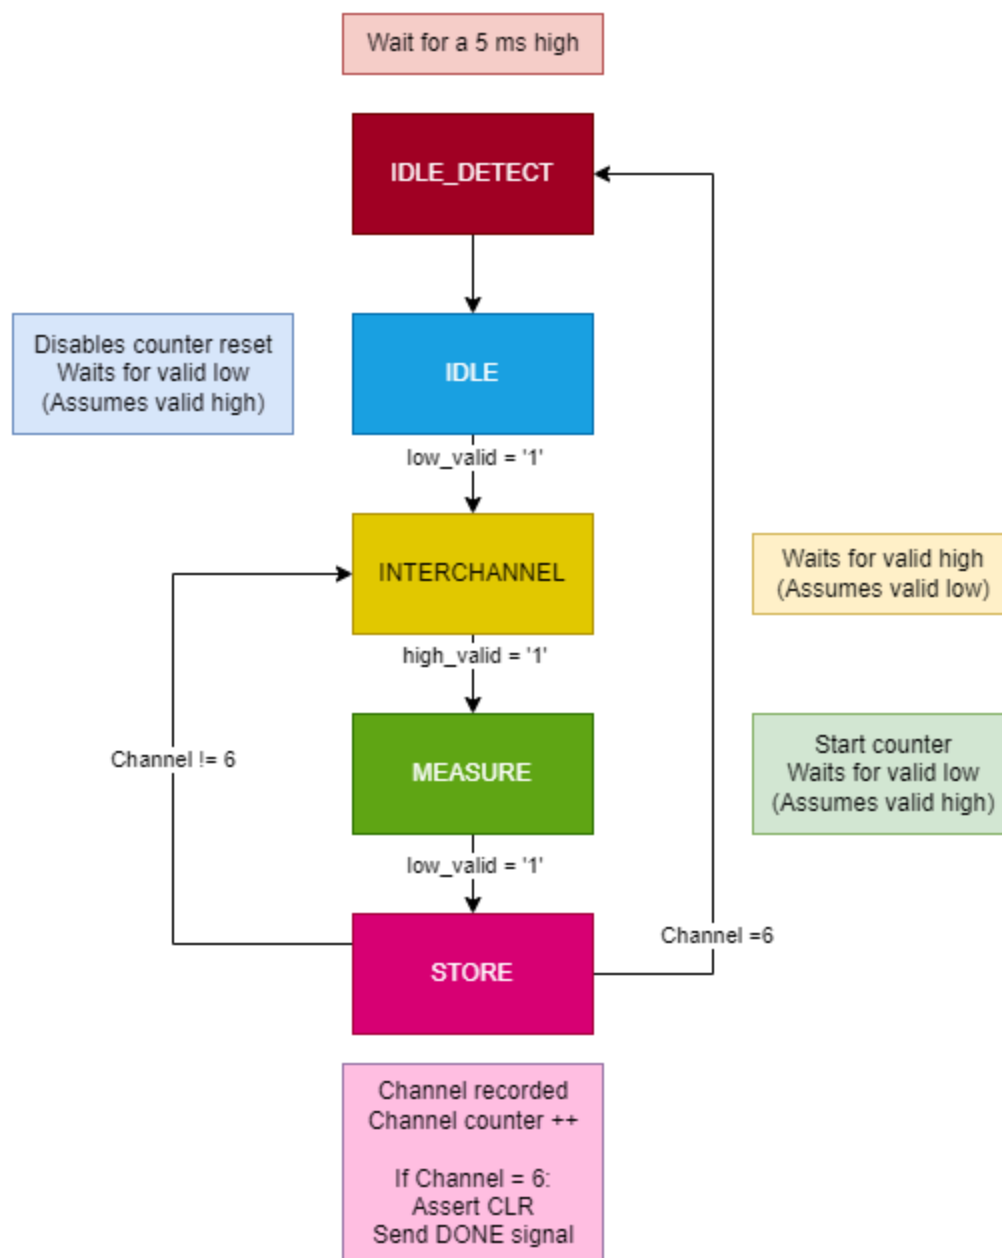 Wait for a 5 ms high
IDLE_DETECT
Disables counter reset
Waits for valid low
(Assumes valid high)
IDLE
low_valid = '1'
INTERCHANNEL
Waits for valid high
(Assumes valid low)
high_valid = '1'
Channel != 6
MEASURE
Start counter
Waits for valid low
(Assumes valid high)
low_valid = '1'
Channel =6
STORE
Channel recorded
Channel counter ++
If Channel = 6:
Assert CLR
Send DONE signal